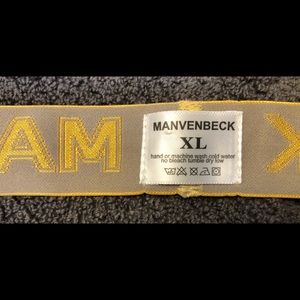 AM
MANVENBECK
XL
hand or machine wash cold water
no bleach tumble dry low